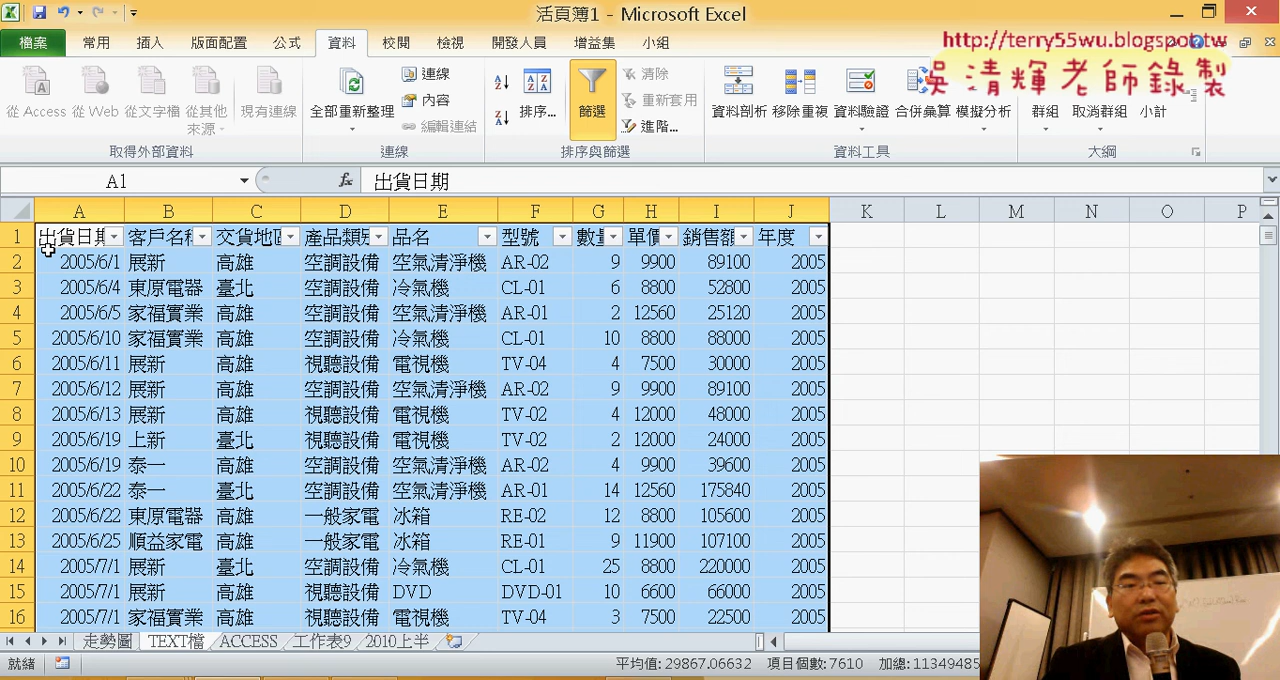 活頁簿1 - Microsoft Excel
http://terry55wu.blogspot.tw
吳清輝老師錄製
檔案 常用 插入 版面配置 公式 資料 校閱 檢視 開發人員 增益集 小組
從 Access 從 Web 從文字檔 從其他來源 現有連線 全部重新整理 連線 內容 編輯連結 排序... 篩選 清除 重新套用 進階... 資料剖析 移除重複 資料驗證 合併彙算 模擬分析 群組 取消群組 小計
取得外部資料 連線 排序與篩選 資料工具 大綱
A1 fx 出貨日期
A B C D E F G H I J K L M N O P
1 出貨日期 客戶名稱 交貨地區 產品類別 品名 型號 數量 單價 銷售額 年度
2 2005/6/1 展新 高雄 空調設備 空氣清淨機 AR-02 9 9900 89100 2005
3 2005/6/4 東原電器 臺北 空調設備 冷氣機 CL-01 6 8800 52800 2005
4 2005/6/5 家福實業 高雄 空調設備 空氣清淨機 AR-01 2 12560 25120 2005
5 2005/6/10 家福實業 高雄 空調設備 冷氣機 CL-01 10 8800 88000 2005
6 2005/6/11 展新 高雄 視聽設備 電視機 TV-04 4 7500 30000 2005
7 2005/6/12 展新 高雄 空調設備 空氣清淨機 AR-02 9 9900 89100 2005
8 2005/6/13 展新 高雄 視聽設備 電視機 TV-02 4 12000 48000 2005
9 2005/6/19 上新 臺北 視聽設備 電視機 TV-02 2 12000 24000 2005
10 2005/6/19 泰一 高雄 空調設備 空氣清淨機 AR-02 4 9900 39600 2005
11 2005/6/22 泰一 臺北 空調設備 空氣清淨機 AR-01 14 12560 175840 2005
12 2005/6/22 東原電器 高雄 一般家電 冰箱 RE-02 12 8800 105600 2005
13 2005/6/25 順益家電 高雄 一般家電 冰箱 RE-01 9 11900 107100 2005
14 2005/7/1 展新 臺北 空調設備 冷氣機 CL-01 25 8800 220000 2005
15 2005/7/1 展新 高雄 視聽設備 DVD DVD-01 10 6600 66000 2005
16 2005/7/1 家福實業 高雄 視聽設備 電視機 TV-04 3 7500 22500 2005
走勢圖 TEXT檔 ACCESS 工作表9 2010上半
就緒 平均值: 29867.06632 項目個數: 7610 加總: 11349485